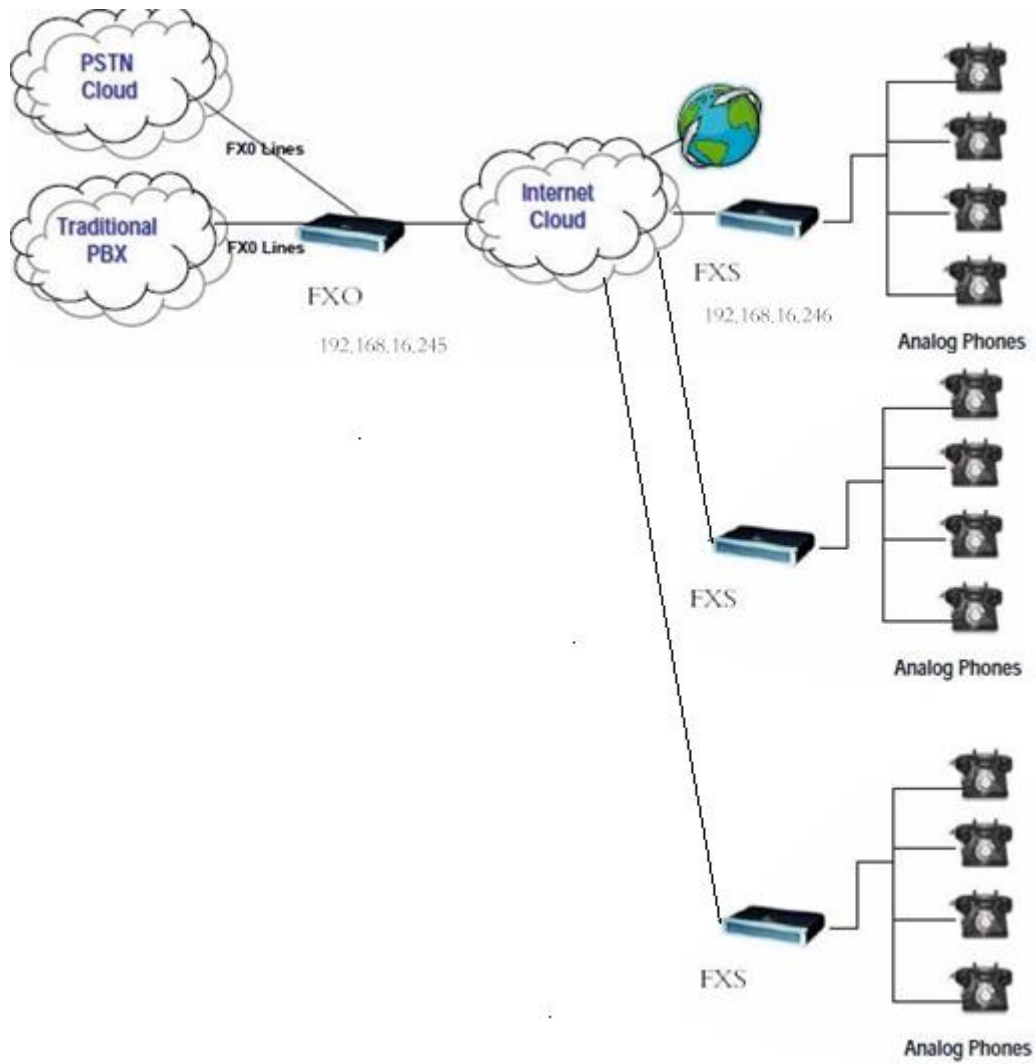 PSTN
Cloud
FX0 Lines
Traditional
PBX
FX0 Lines
FXO
192.168.16.245
Internet
Cloud
FXS
192.168.16.246
Analog Phones
FXS
Analog Phones
FXS
Analog Phones